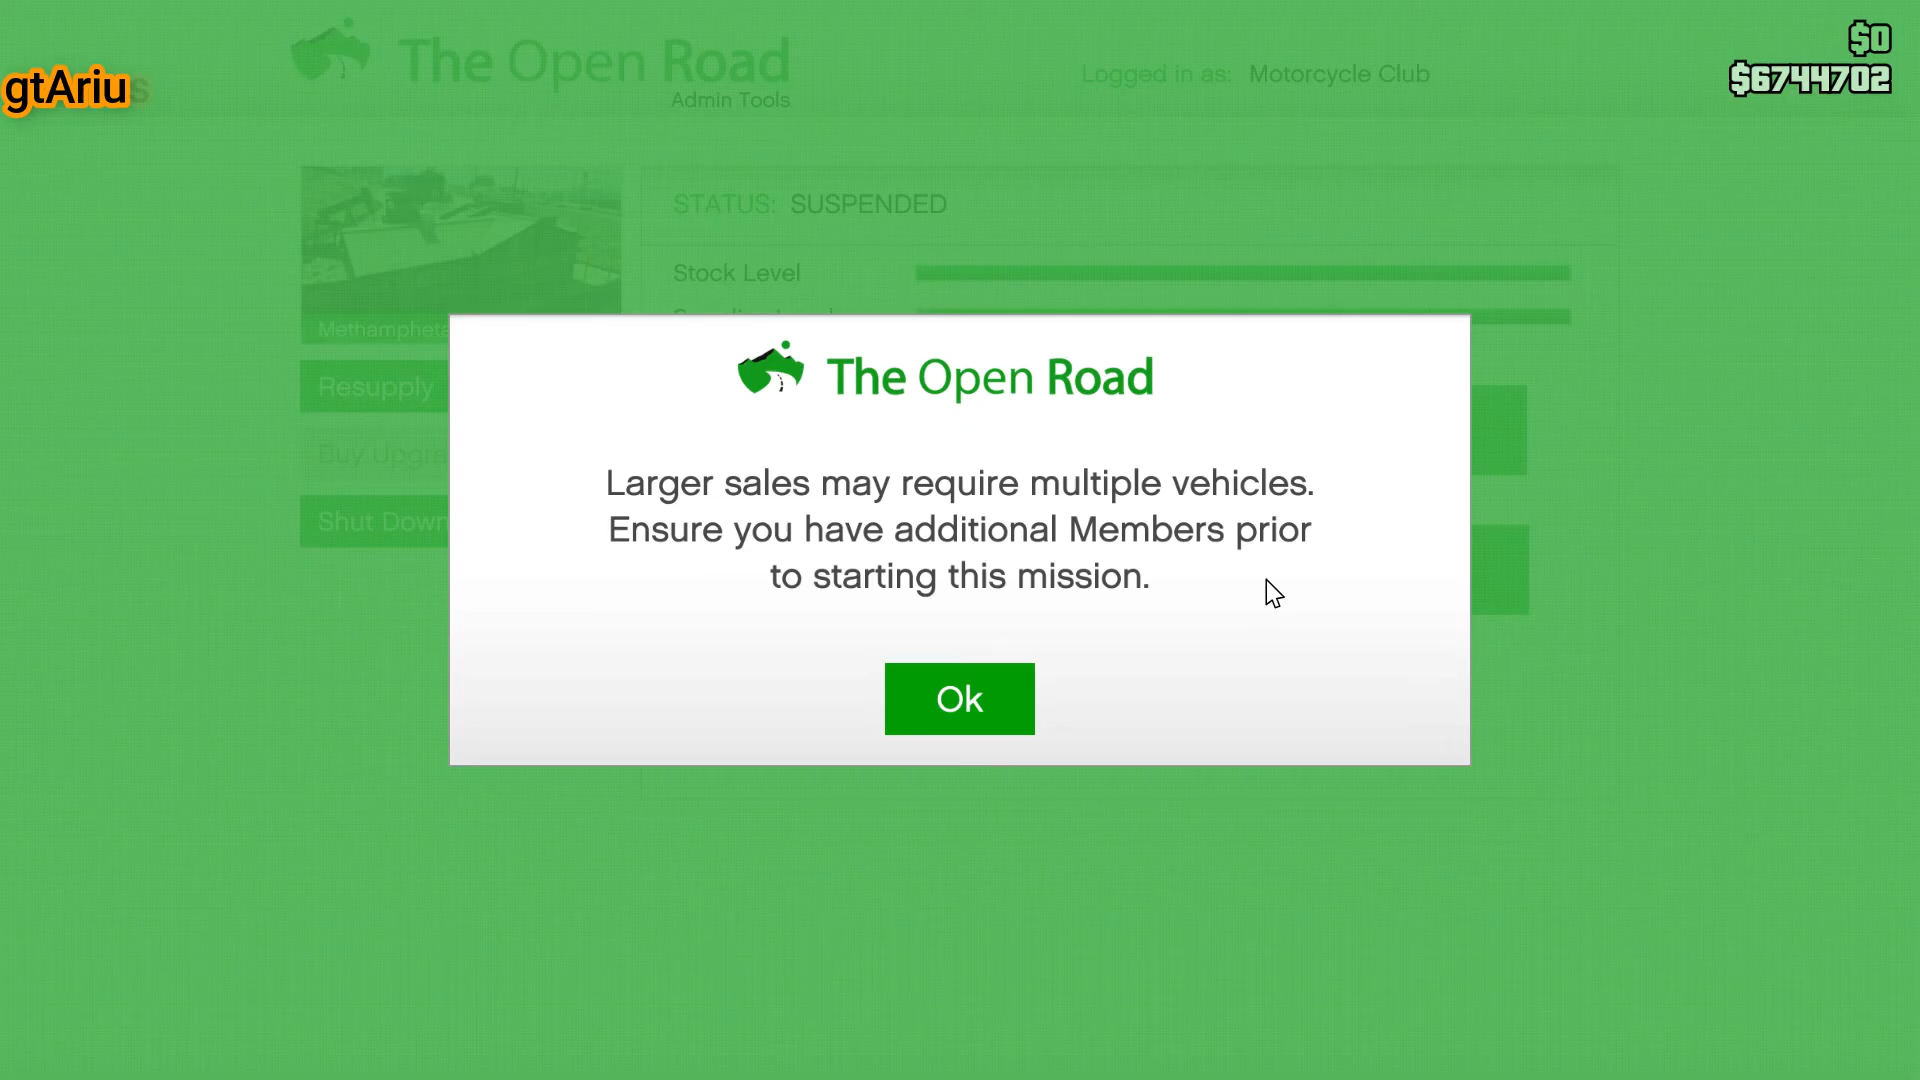 The Open Road
Admin Tools
Logged in as: Motorcycle Club
$0
$6744702
gtAriu
STATUS: SUSPENDED
Stock Level
Resupply
Buy Upgra
Shut Down
The Open Road
Larger sales may require multiple vehicles.
Ensure you have additional Members prior
to starting this mission.
Ok